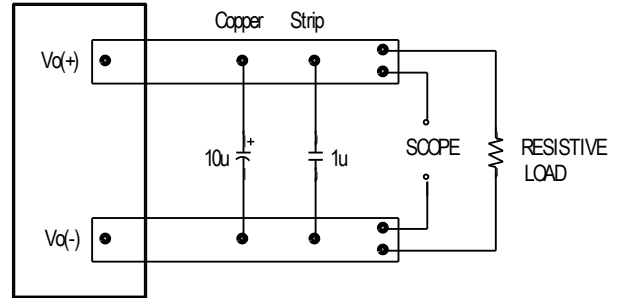 Copper Strip
Vo(+)
+
10u
1u
SCOPE
RESISTIVE
LOAD
Vo(-)